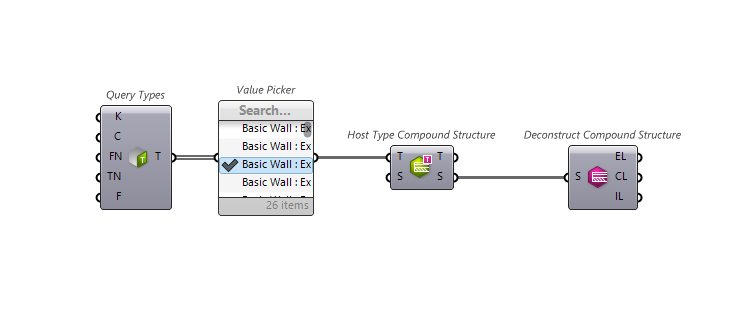 Query Types
K
C
FN
TN
F
T
T
Value Picker
Search...
Basic Wall : Ex
Basic Wall : Ex
Basic Wall : Ex
Basic Wall : Ex
26 items
Host Type Compound Structure
T
S
T
T
S
Deconstruct Compound Structure
S
EL
CL
IL